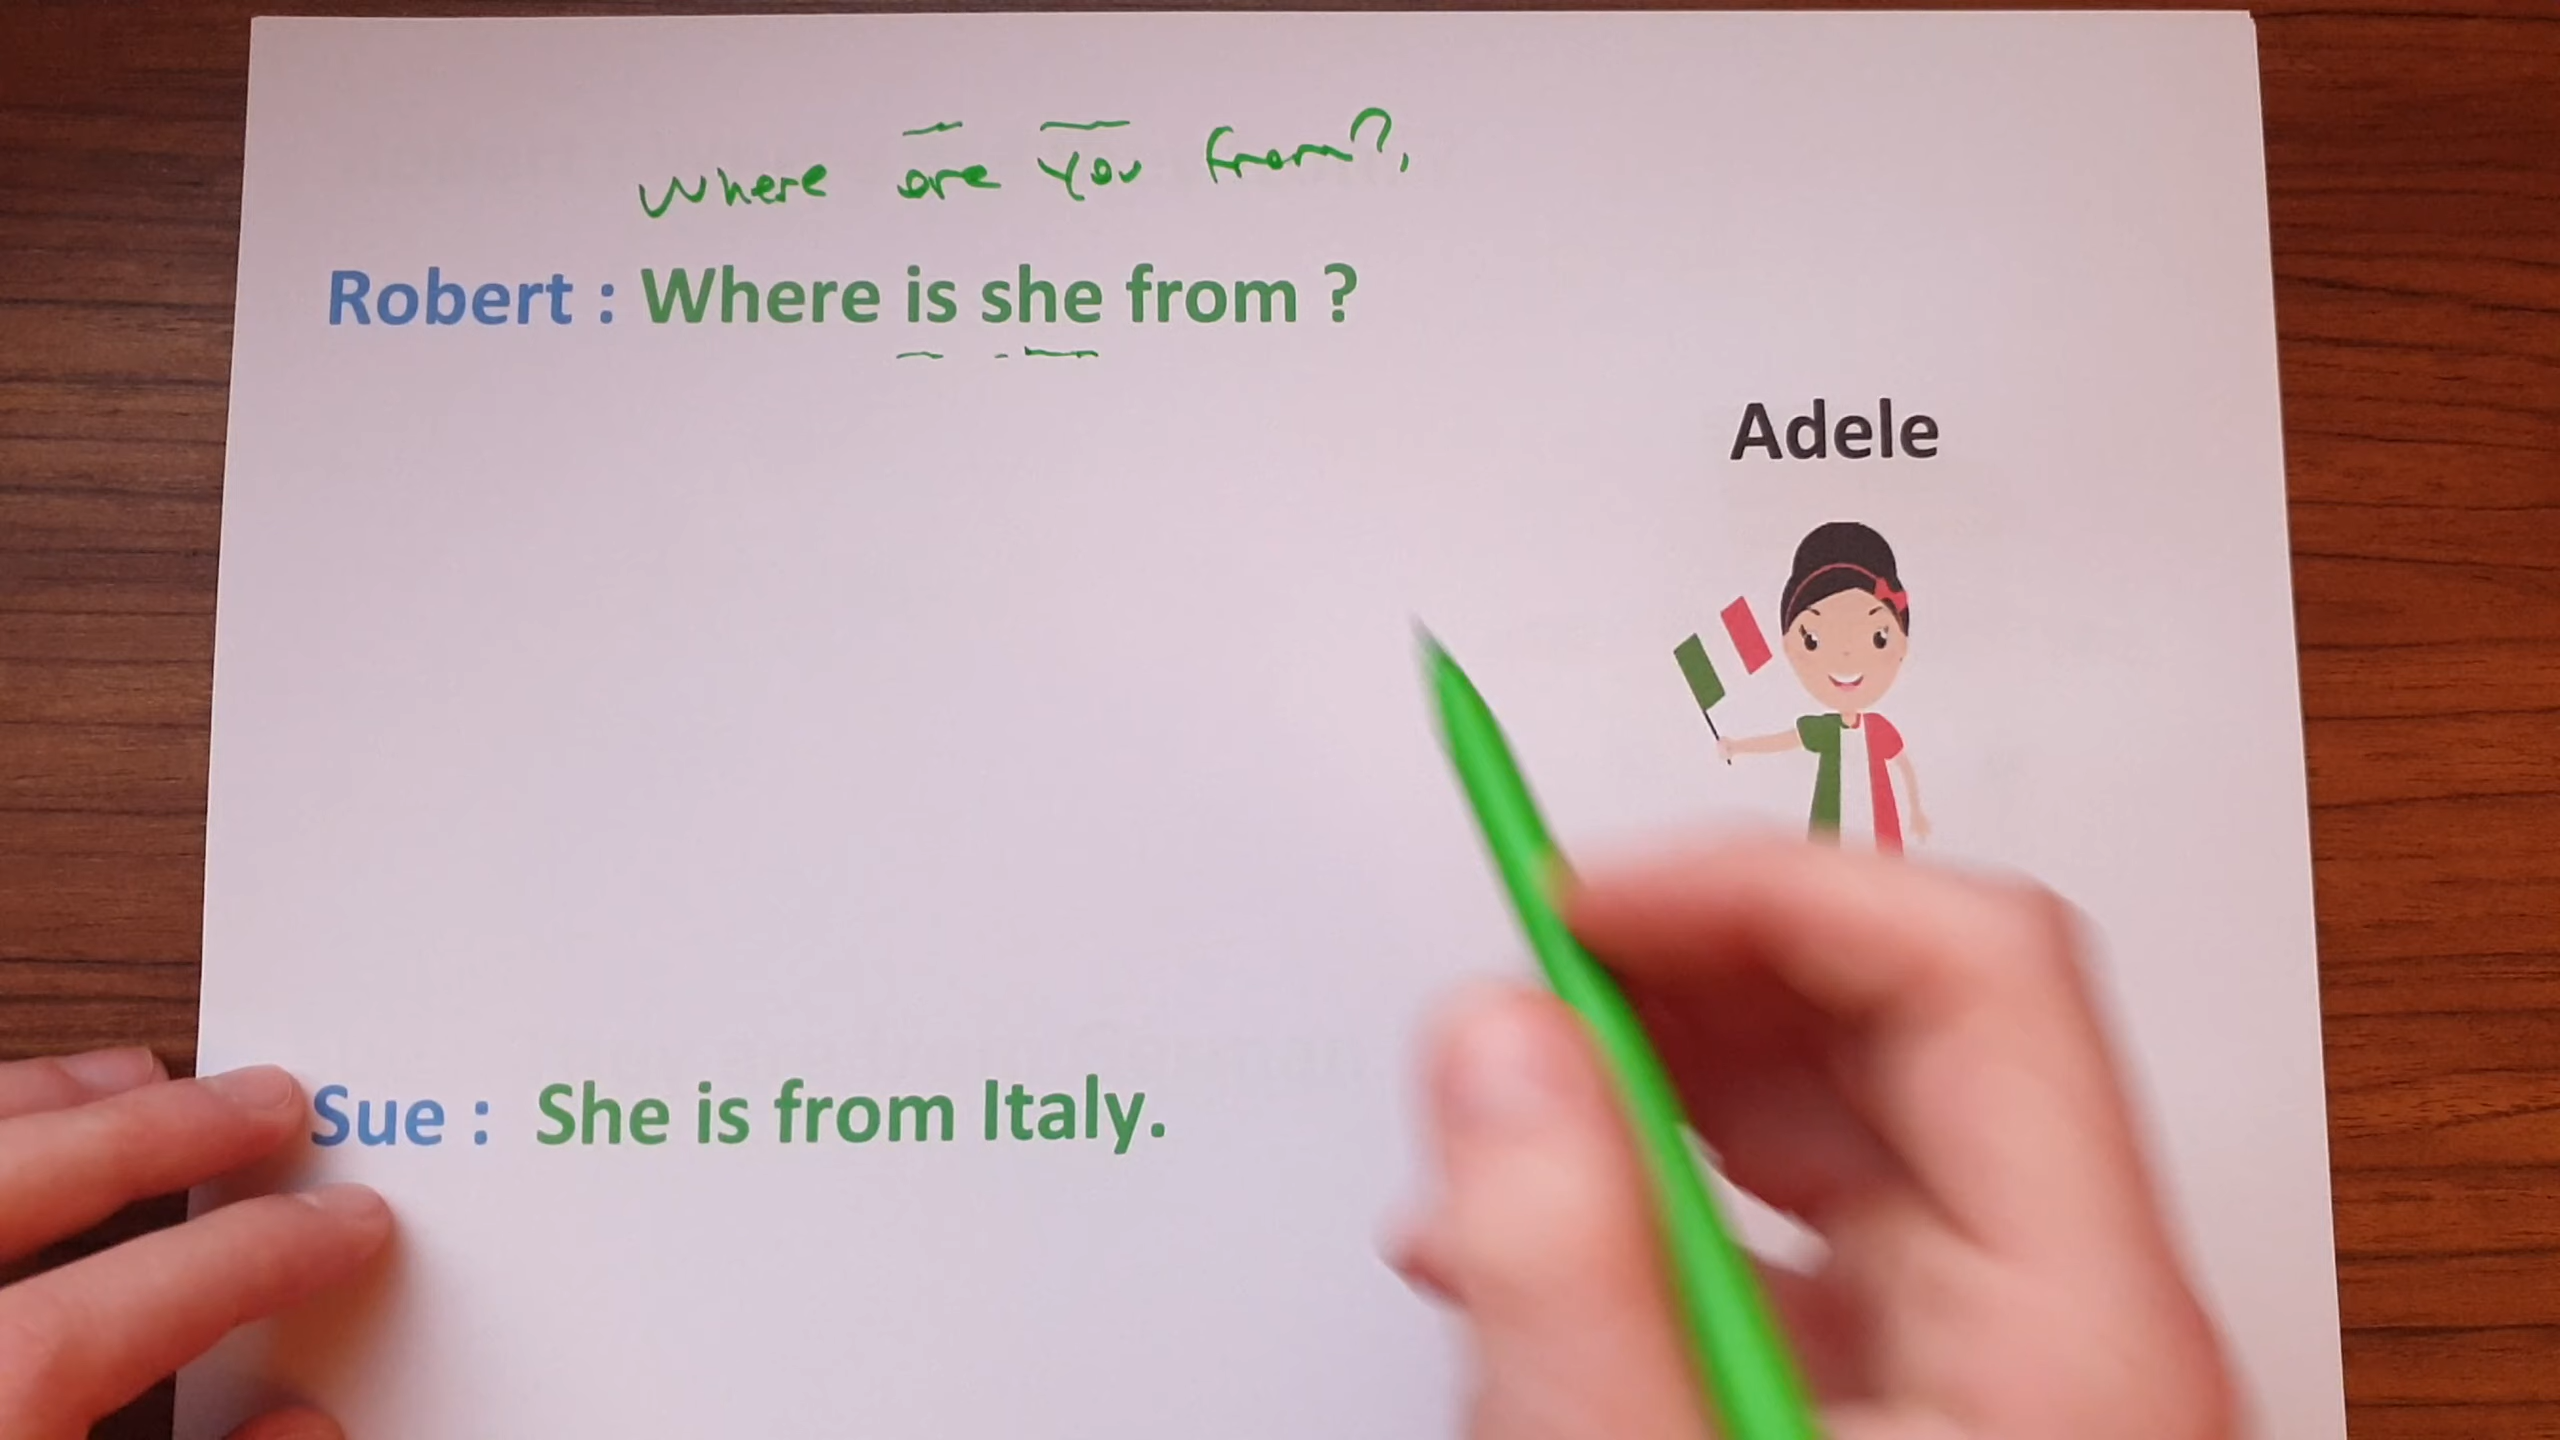 Where are you from?,
Robert : Where is she from ?
Adele
Sue : She is from Italy.